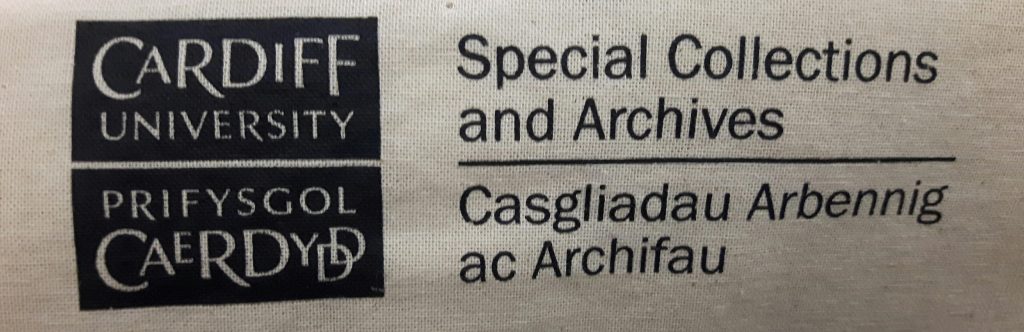 CARDIFF
UNIVERSITY
PRIFYSGOL
CAERDYDD
Special Collections
and Archives
Casgliadau Arbennig
ac Archifau